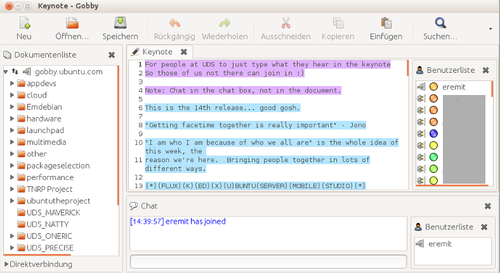 Keynote - Gobby
Neu
Öffnen...
Speichern
Rückgängig
Wiederholen
Ausschneiden
Kopieren
Einfügen
Suchen...
Dokumentenliste
gobby.ubuntu.com
appdevs
cloud
Emdebian
hardware
launchpad
multimedia
other
packageselection
performance
TNRP Project
ubuntutheproject
UDS_MAVERICK
UDS_NATTY
UDS_ONERIC
UDS_PRECISE
Direktverbindung
Keynote
1 For people at UDS to just type what they hear in the keynote
2 So those of us not there can join in :)
3
4 Note: Chat in the chat box, not in the document.
5
6 This is the 14th release... good gosh.
7
8 "Getting facetime together is really important" - Jono
9
10 "I am who I am because of who we all are" is the whole idea of
this week, the
11 reason we're here.  Bringing people together in lots of
different ways.
12
13 (*)(FLUX)(K)(ED)(X)(U)BUNTU(SERVER)(MOBILE)(STUDIO)(*)
Benutzerliste
eremit
Chat
[14:39:57] eremit has joined
Benutzerliste
eremit